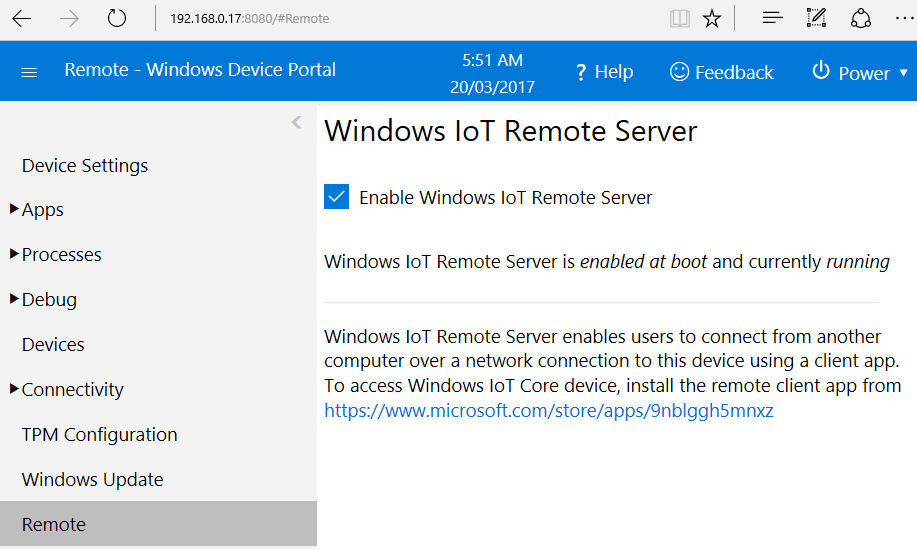 192.168.0.17:8080/#Remote
Remote - Windows Device Portal
5:51 AM
20/03/2017
? Help
Feedback
Power
Device Settings
Apps
Processes
Debug
Devices
Connectivity
TPM Configuration
Windows Update
Remote
Windows IoT Remote Server
Enable Windows IoT Remote Server
Windows IoT Remote Server is enabled at boot and currently running
Windows IoT Remote Server enables users to connect from another
computer over a network connection to this device using a client app.
To access Windows IoT Core device, install the remote client app from
https://www.microsoft.com/store/apps/9nblggh5mnxz